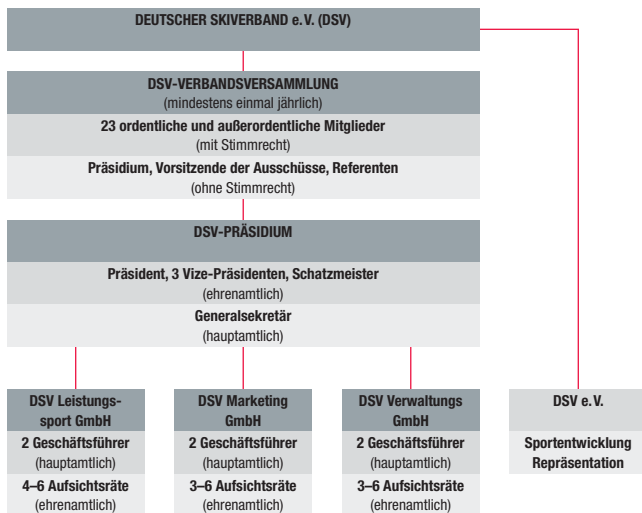 DEUTSCHER SKIVERBAND e.V. (DSV)
DSV-VERBANDSVERSAMMLUNG
(mindestens einmal jährlich)
23 ordentliche und außerordentliche Mitglieder
(mit Stimmrecht)
Präsidium, Vorsitzende der Ausschüsse, Referenten
(ohne Stimmrecht)
DSV-PRÄSIDIUM
Präsident, 3 Vize-Präsidenten, Schatzmeister
(ehrenamtlich)
Generalsekretär
(hauptamtlich)
DSV Leistungs-
sport GmbH
2 Geschäftsführer
(hauptamtlich)
4–6 Aufsichtsräte
(ehrenamtlich)
DSV Marketing
GmbH
2 Geschäftsführer
(hauptamtlich)
3–6 Aufsichtsräte
(ehrenamtlich)
DSV Verwaltungs
GmbH
2 Geschäftsführer
(hauptamtlich)
3–6 Aufsichtsräte
(ehrenamtlich)
DSV e.V.
Sportentwicklung
Repräsentation